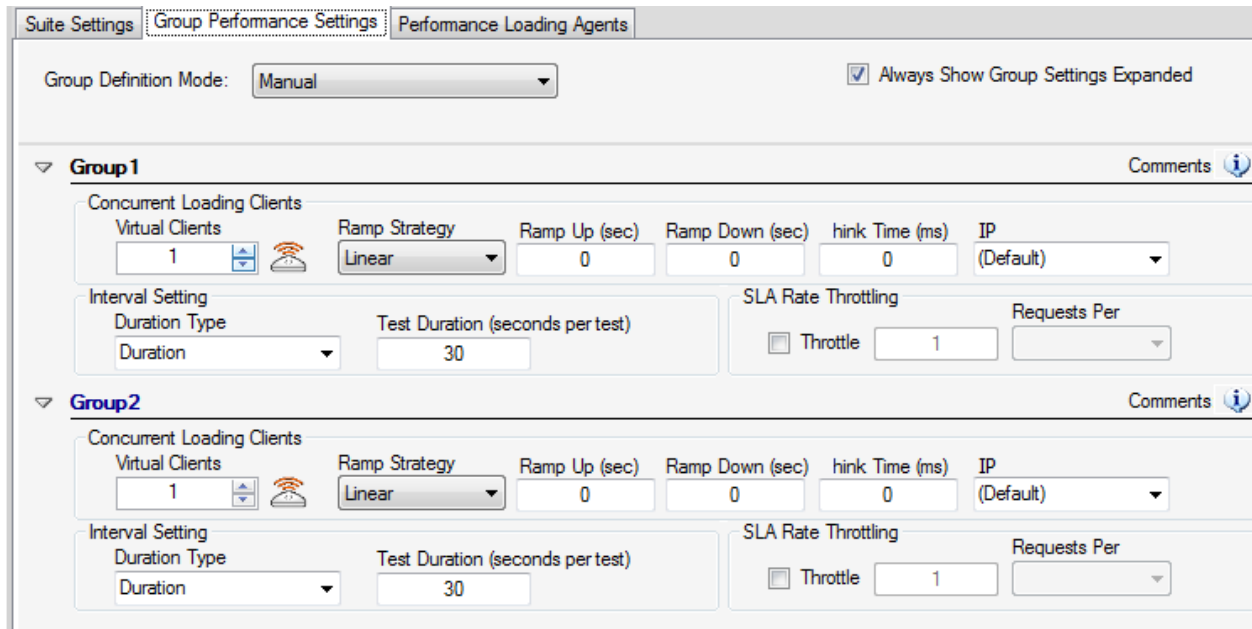 Suite Settings Group Performance Settings Performance Loading Agents
Group Definition Mode: Manual Always Show Group Settings Expanded
Group1 Comments
Concurrent Loading Clients
Virtual Clients Ramp Strategy Ramp Up (sec) Ramp Down (sec) hink Time (ms) IP
1 Linear 0 0 0 (Default)
Interval Setting SLA Rate Throttling
Duration Type Test Duration (seconds per test) Requests Per
Duration 30 Throttle 1
Group2 Comments
Concurrent Loading Clients
Virtual Clients Ramp Strategy Ramp Up (sec) Ramp Down (sec) hink Time (ms) IP
1 Linear 0 0 0 (Default)
Interval Setting SLA Rate Throttling
Duration Type Test Duration (seconds per test) Requests Per
Duration 30 Throttle 1